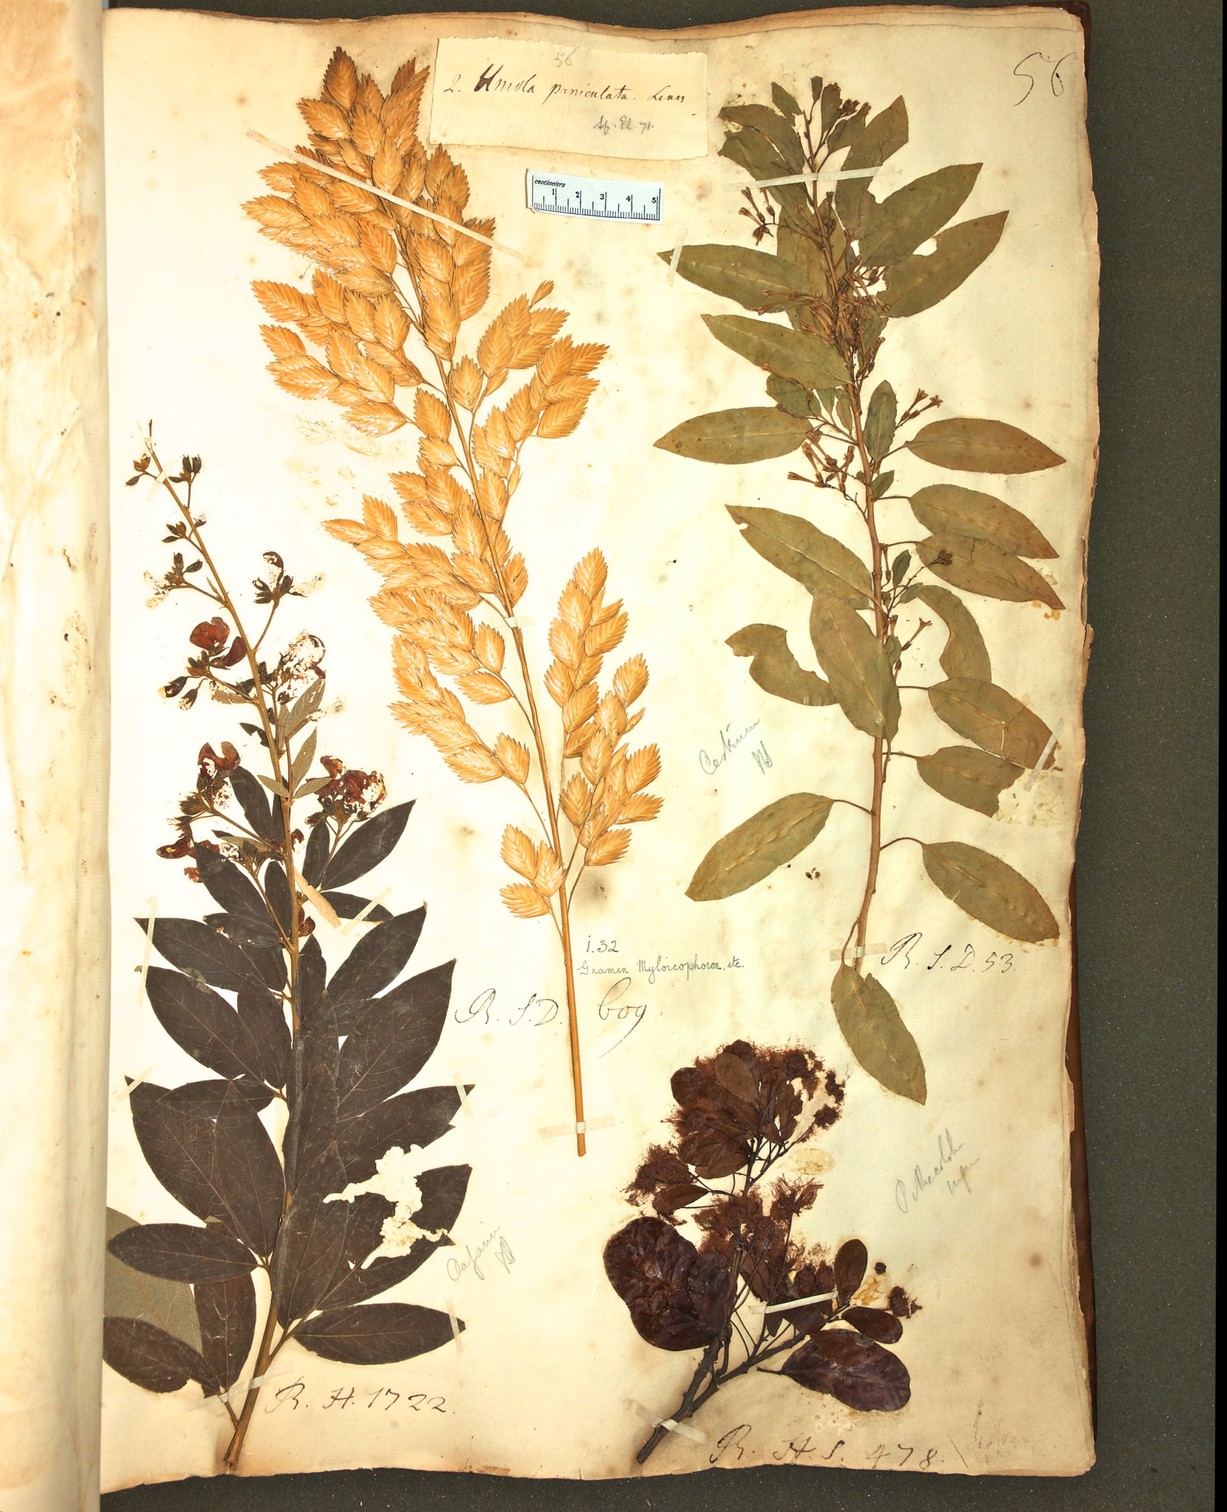 56
2. Uniola paniculata. Linn
Sp. Pl. 71.
56
centimeters
1 2 3 4 5
Cestrum
i.32
Gramen Myloicophoron, etc.
R. S. D. 53.
R. S. D. 609.
R. H. 1722.
R. H. S. 478.